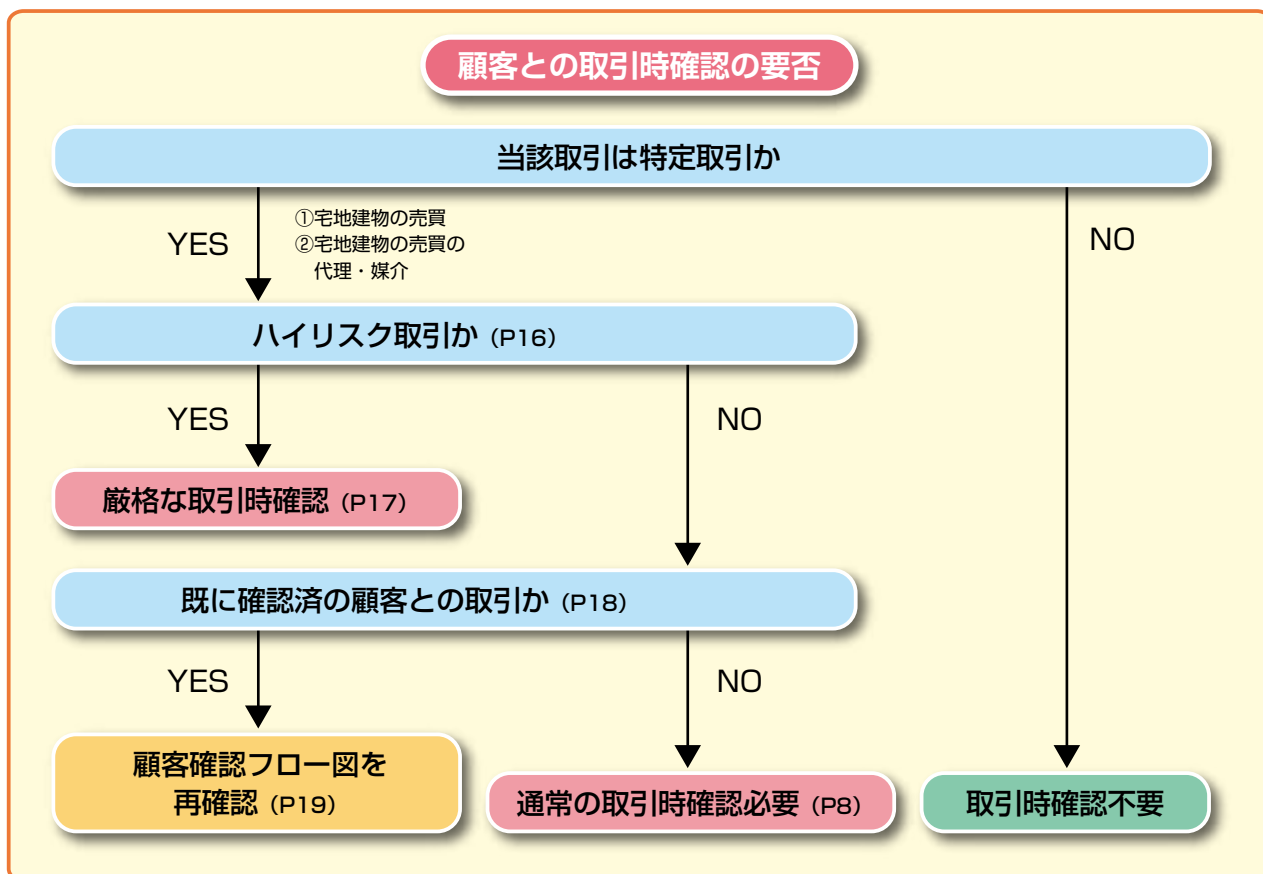 顧客との取引時確認の要否
当該取引は特定取引か
YES
①宅地建物の売買
②宅地建物の売買の
代理・媒介
NO
ハイリスク取引か（P16）
YES
NO
厳格な取引時確認（P17）
既に確認済の顧客との取引か（P18）
YES
NO
顧客確認フロー図を
再確認（P19）
通常の取引時確認必要（P8）
取引時確認不要